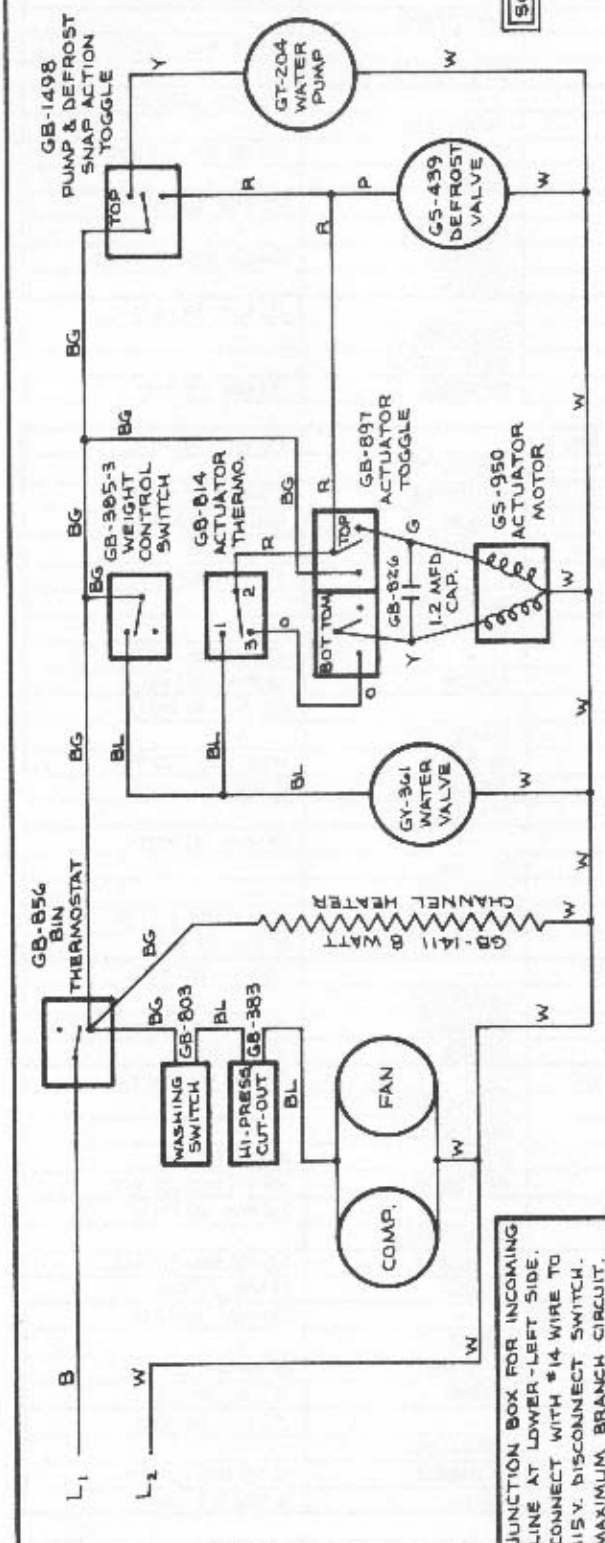 L1
B
L2
W
GB-856
BIN
THERMOSTAT
BG
BG
GB-803
WASHING
SWITCH
BL
GB-383
HI-PRESS
CUT-OUT
BL
COMP.
FAN
W
W
W
GB-1411 8 WATT
CHANNEL HEATER
W
W
BG
BG
GB-385-3
WEIGHT
CONTROL
SWITCH
BL
GB-814
ACTUATOR
THERMO.
1
2
3
BL
R
O
BL
GY-361
WATER
VALVE
W
W
BG
BG
BG
GB-897
ACTUATOR
TOGGLE
R
BOTTOM
TOP
O
Y
G
GB-826
1.2 MFD.
CAP.
GS-950
ACTUATOR
MOTOR
W
W
BG
GB-1498
PUMP & DEFROST
SNAP ACTION
TOGGLE
TOP
Y
R
R
P
GT-204
WATER
PUMP
W
GS-439
DEFROST
VALVE
W
JUNCTION BOX FOR INCOMING
LINE AT LOWER-LEFT SIDE.
CONNECT WITH #14 WIRE TO
115 V. DISCONNECT SWITCH.
MAXIMUM BRANCH CIRCUIT.